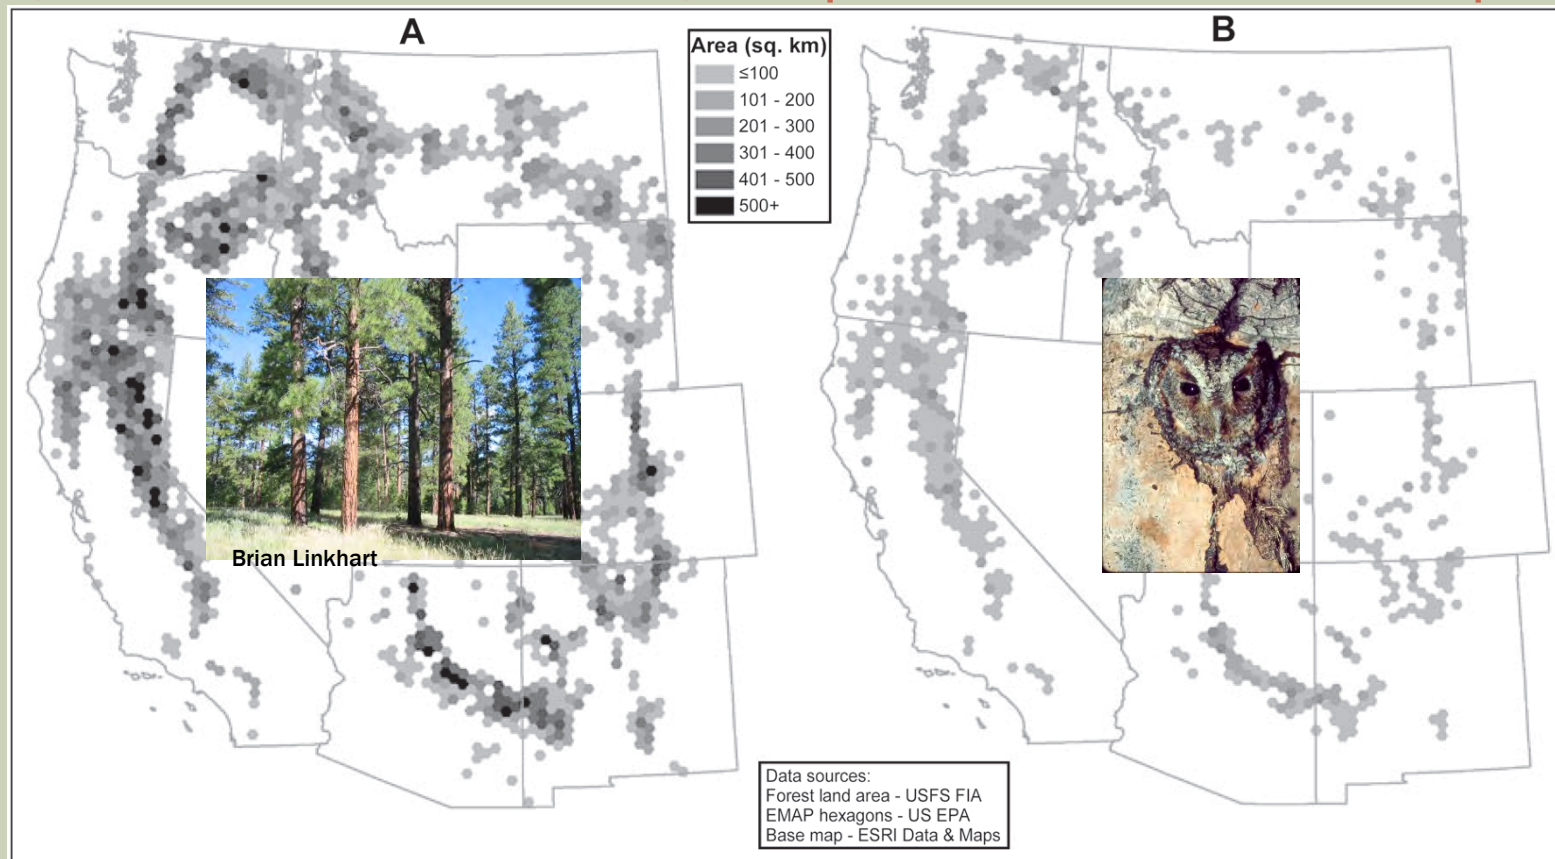 A
B
Area (sq. km)
≤100
101 - 200
201 - 300
301 - 400
401 - 500
500+
Brian Linkhart
Data sources:
Forest land area - USFS FIA
EMAP hexagons - US EPA
Base map - ESRI Data & Maps